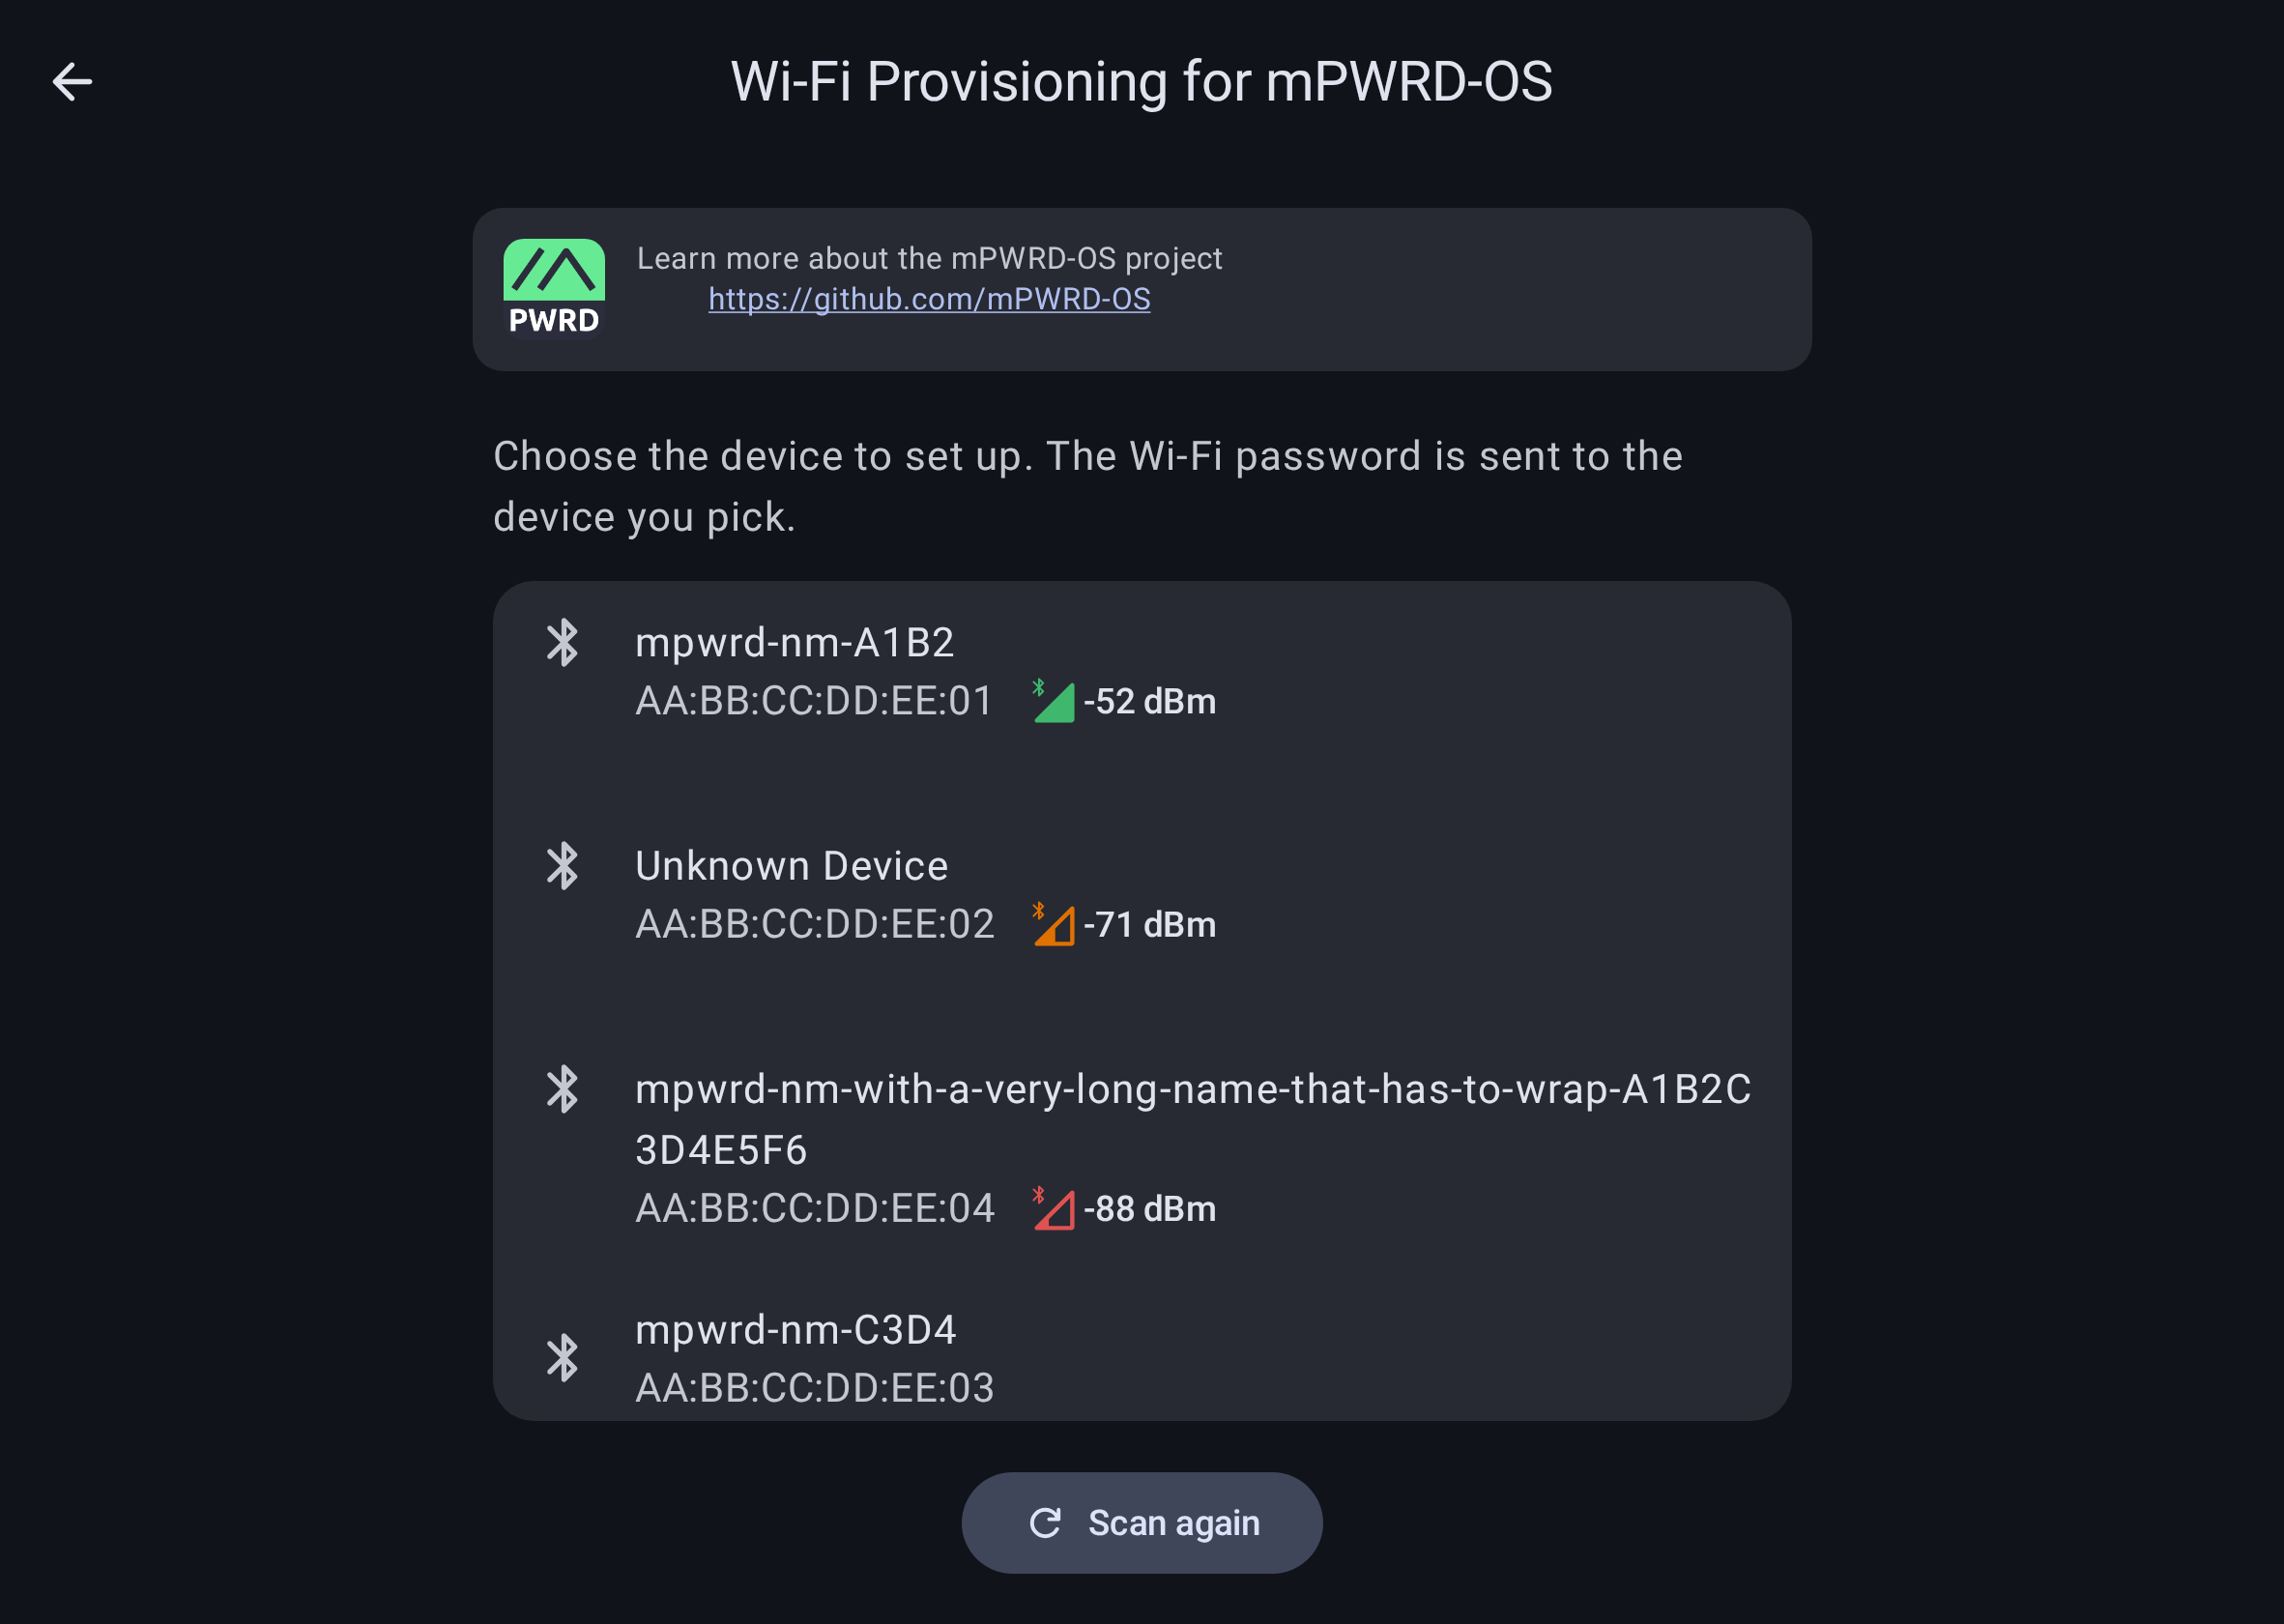 Wi-Fi Provisioning for mPWRD-OS
Learn more about the mPWRD-OS project
https://github.com/mPWRD-OS
PWRD
Choose the device to set up. The Wi-Fi password is sent to the
device you pick.
mpwrd-nm-A1B2
AA:BB:CC:DD:EE:01 -52 dBm
Unknown Device
AA:BB:CC:DD:EE:02 -71 dBm
mpwrd-nm-with-a-very-long-name-that-has-to-wrap-A1B2C
3D4E5F6
AA:BB:CC:DD:EE:04 -88 dBm
mpwrd-nm-C3D4
AA:BB:CC:DD:EE:03
Scan again